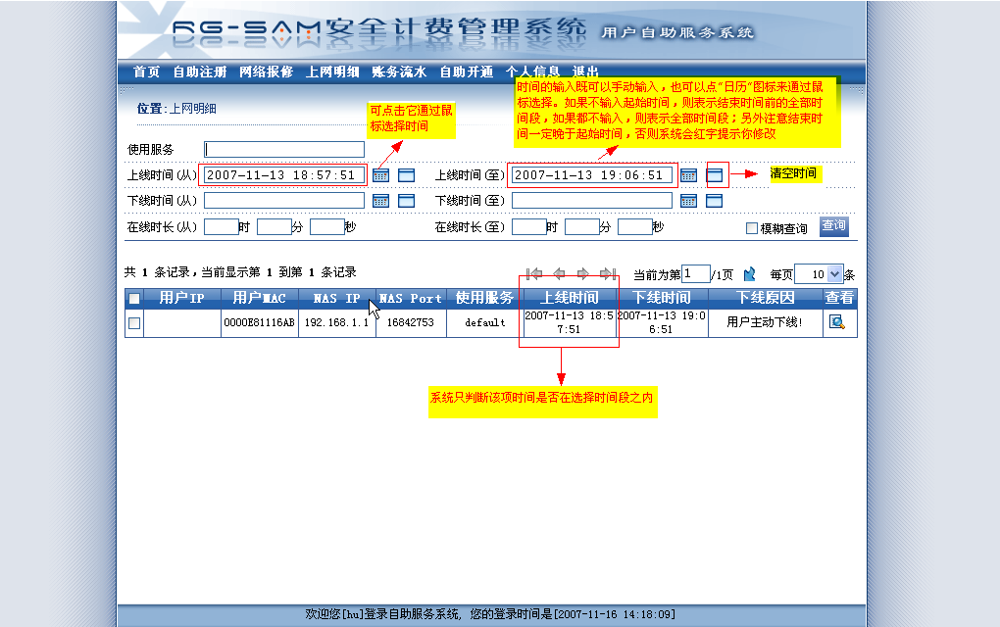 RG-SAM安全计费管理系统 用户自助服务系统
首页 自助注册 网络报修 上网明细 账务流水 自助开通 个人信息 退出
时间的输入既可以手动输入，也可以点“日历”图标来通过鼠
标选择。如果不输入起始时间，则表示结束时间前的全部时
间段，如果都不输入，则表示全部时间段；另外注意结束时
间一定晚于起始时间，否则系统会红字提示你修改
位置:上网明细
可点击它通过鼠
标选择时间
使用服务
上线时间(从) 2007-11-13 18:57:51 上线时间(至) 2007-11-13 19:06:51 清空时间
下线时间(从) 下线时间(至)
在线时长(从) 时 分 秒 在线时长(至) 时 分 秒 模糊查询 查询
共 1 条记录，当前显示第 1 到第 1 条记录 当前为第 1 /1页 每页 10 条
用户IP 用户MAC NAS IP NAS Port 使用服务 上线时间 下线时间 下线原因 查看
0000E81116AB 192.168.1.1 16842753 default 2007-11-13 18:5 2007-11-13 19:0 用户主动下线!
7:51 6:51
系统只判断该项时间是否在选择时间段之内
欢迎您[hu]登录自助服务系统, 您的登录时间是[2007-11-16 14:18:09]